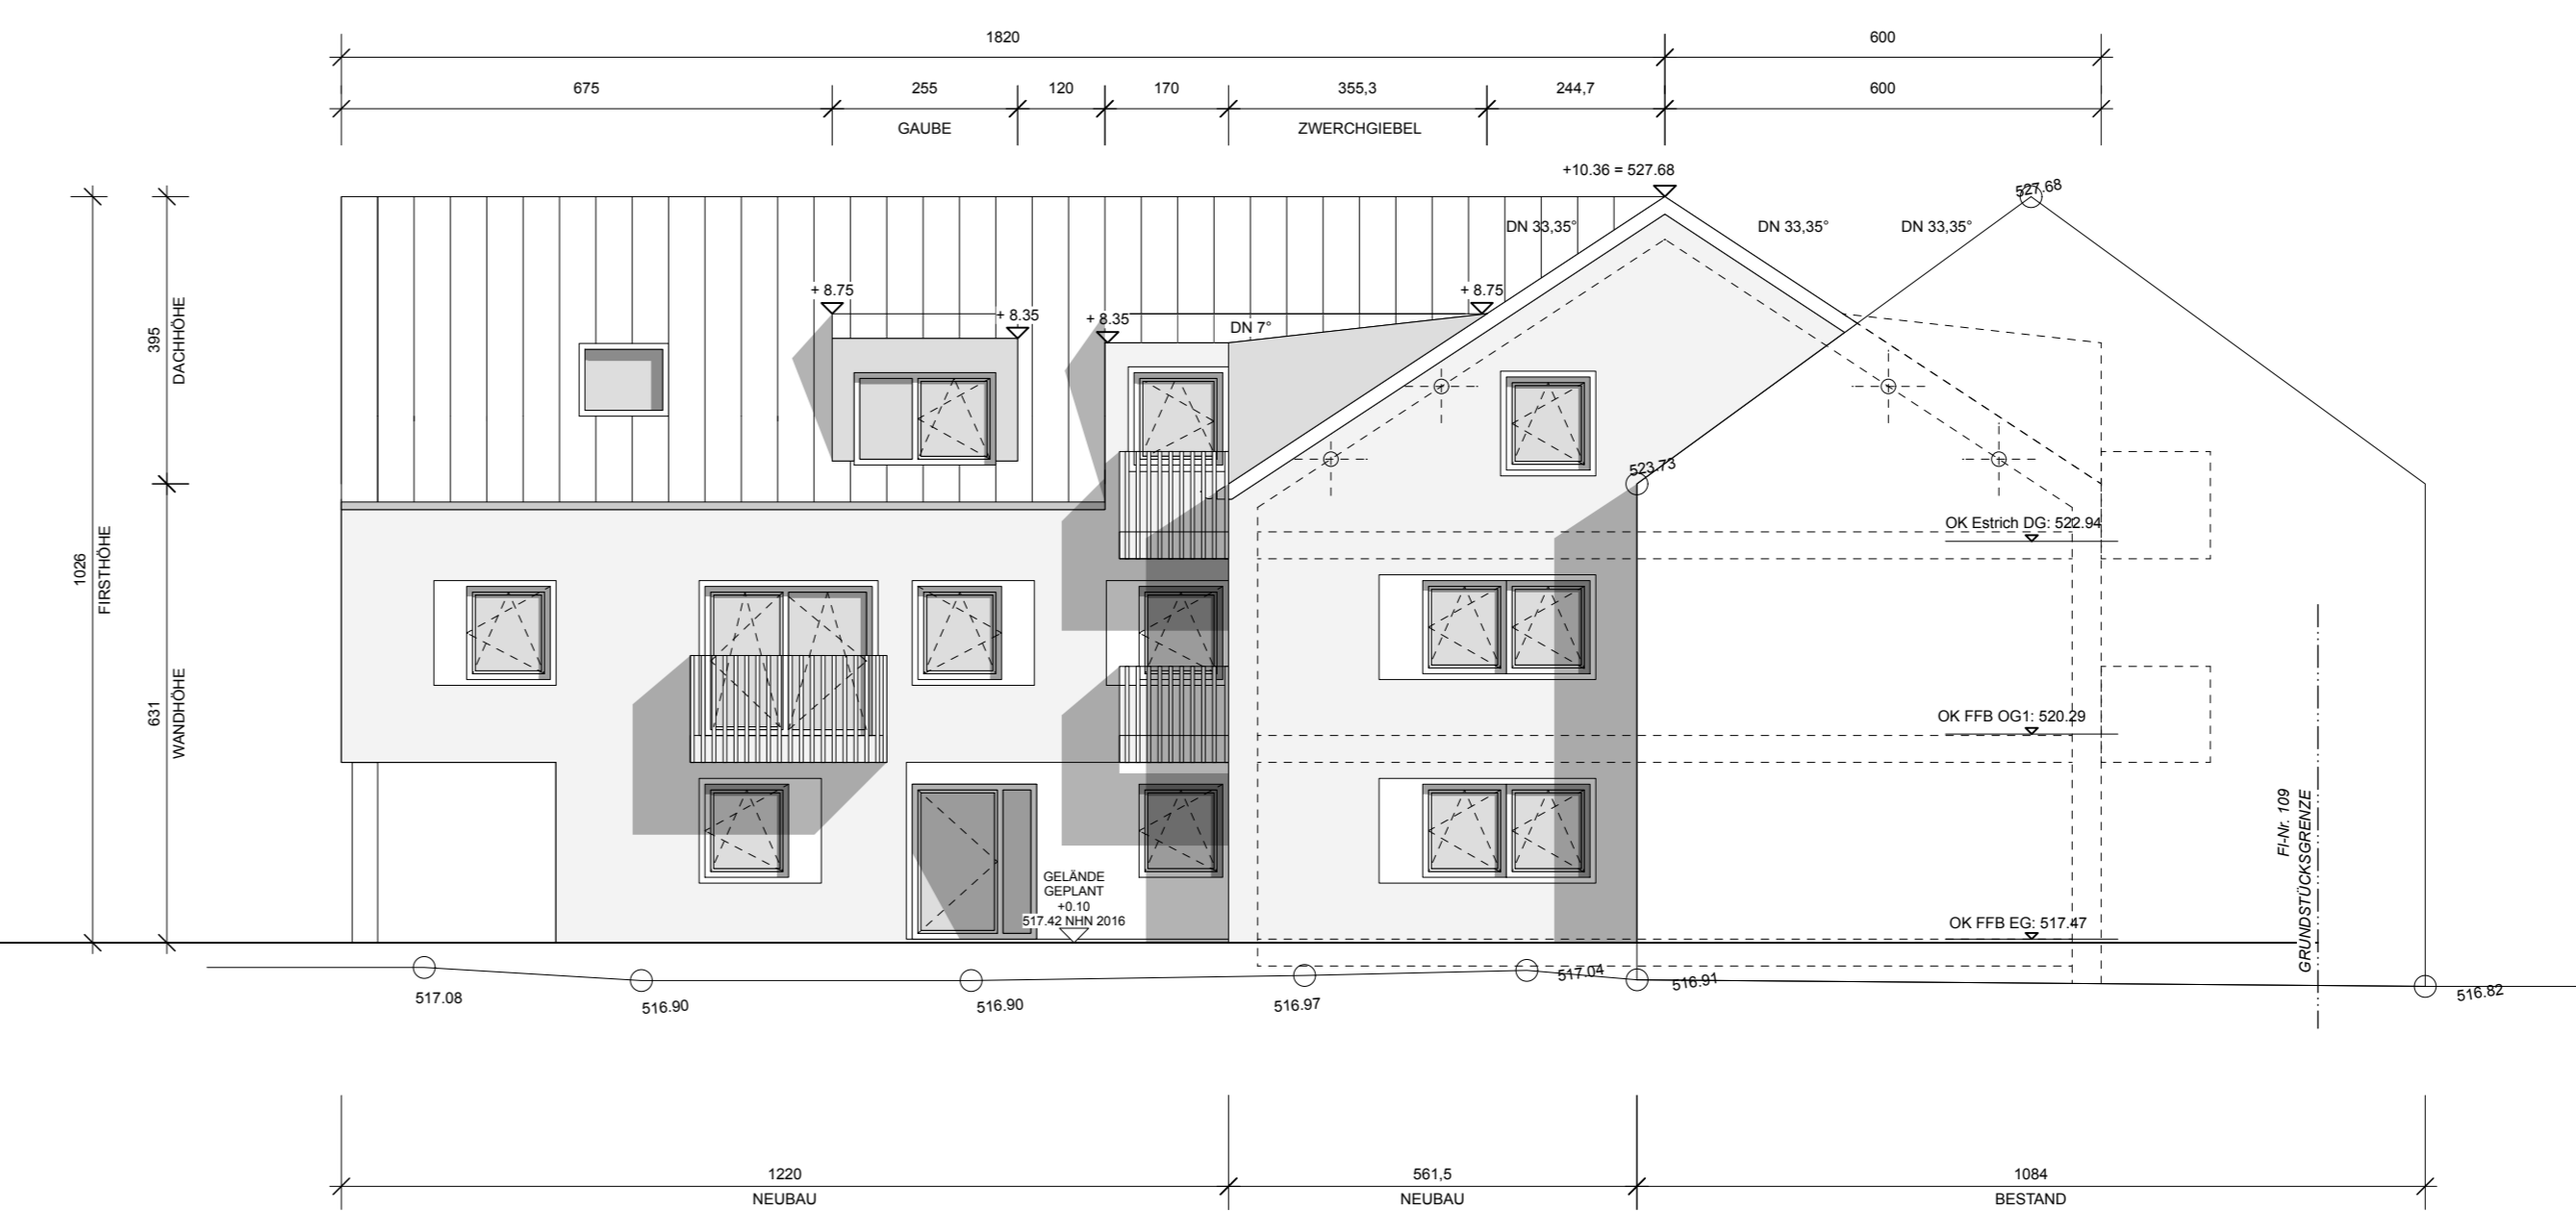 1820
600
675
255
120
170
355,3
244,7
600
GAUBE
ZWERCHGIEBEL
+10.36 = 527.68
527.68
DN 33,35°
DN 33,35°
DN 33,35°
+ 8.75
+ 8.35
+ 8.35
DN 7°
+ 8.75
395
DACHHÖHE
1026
FIRSTHÖHE
631
WANDHÖHE
523.73
OK Estrich DG: 522.94
OK FFB OG1: 520.29
OK FFB EG: 517.47
Fl-Nr. 109
GRUNDSTÜCKSGRENZE
GELÄNDE
GEPLANT
+0.10
517.42 NHN 2016
517.08
516.90
516.90
516.97
517.04
516.91
516.82
1220
NEUBAU
561,5
NEUBAU
1084
BESTAND